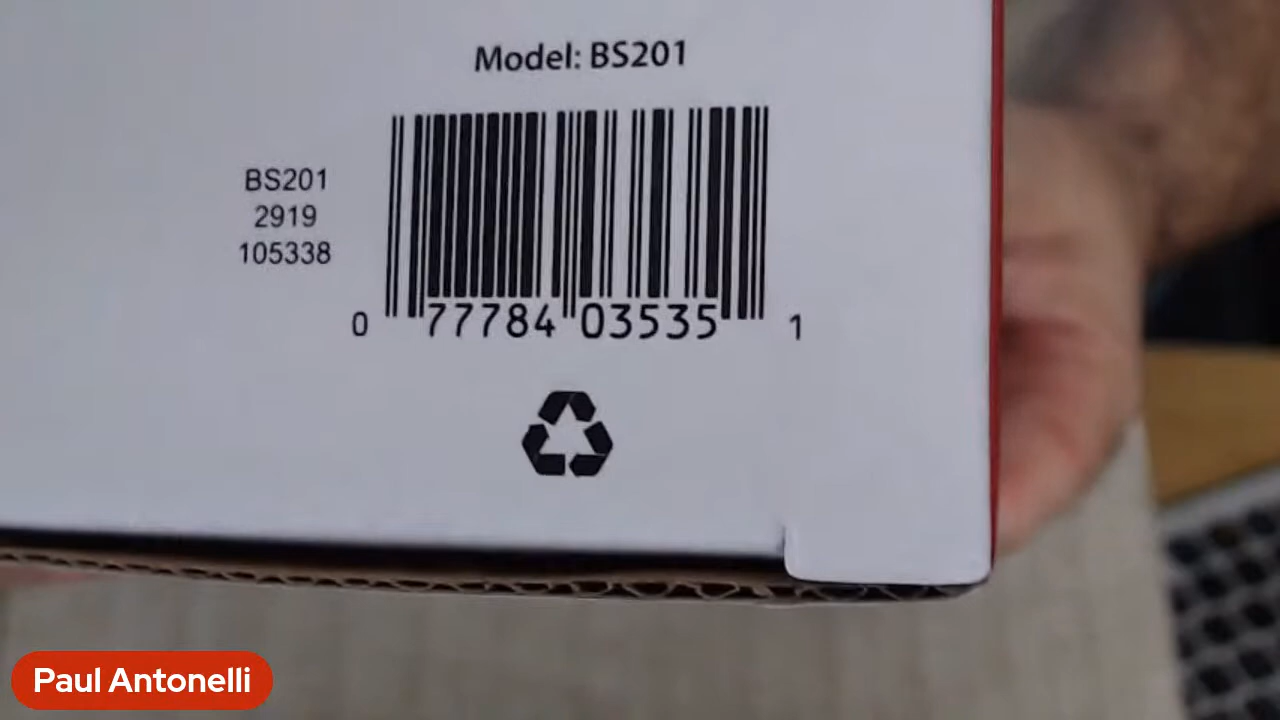 Model: BS201
BS201
2919
105338
0 77784 03535 1
Paul Antonelli